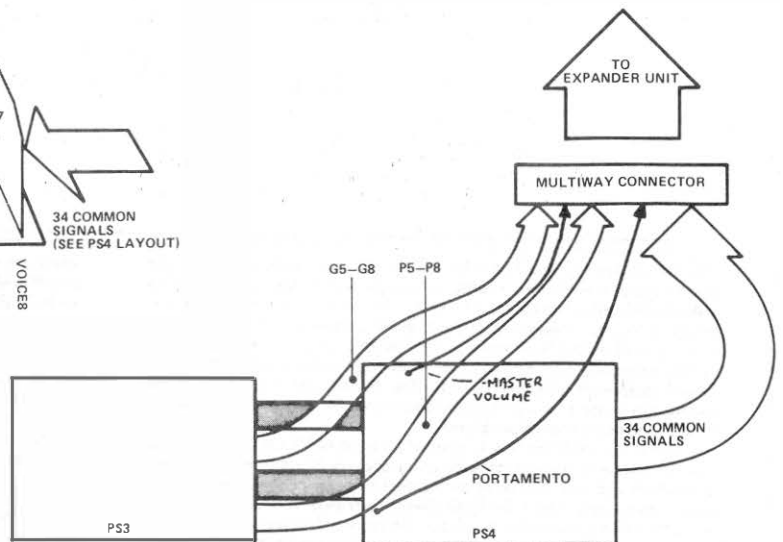 TO
EXPANDER UNIT
MULTIWAY CONNECTOR
34 COMMON
SIGNALS
(SEE PS4 LAYOUT)
VOICE8
G5–G8
P5–P8
-MASTER
VOLUME
34 COMMON
SIGNALS
PORTAMENTO
PS3
PS4